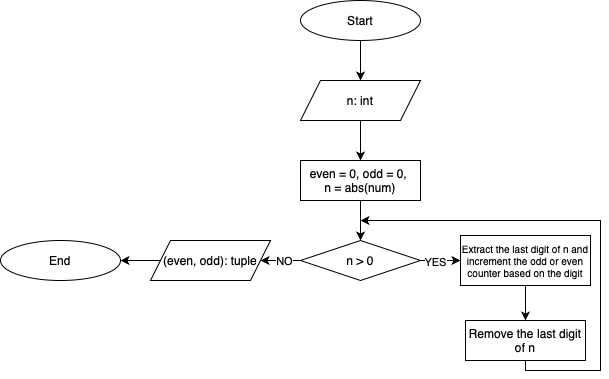 Start
n: int
even = 0, odd = 0,
n = abs(num)
n > 0
YES
Extract the last digit of n and
increment the odd or even
counter based on the digit
Remove the last digit
of n
NO
(even, odd): tuple
End